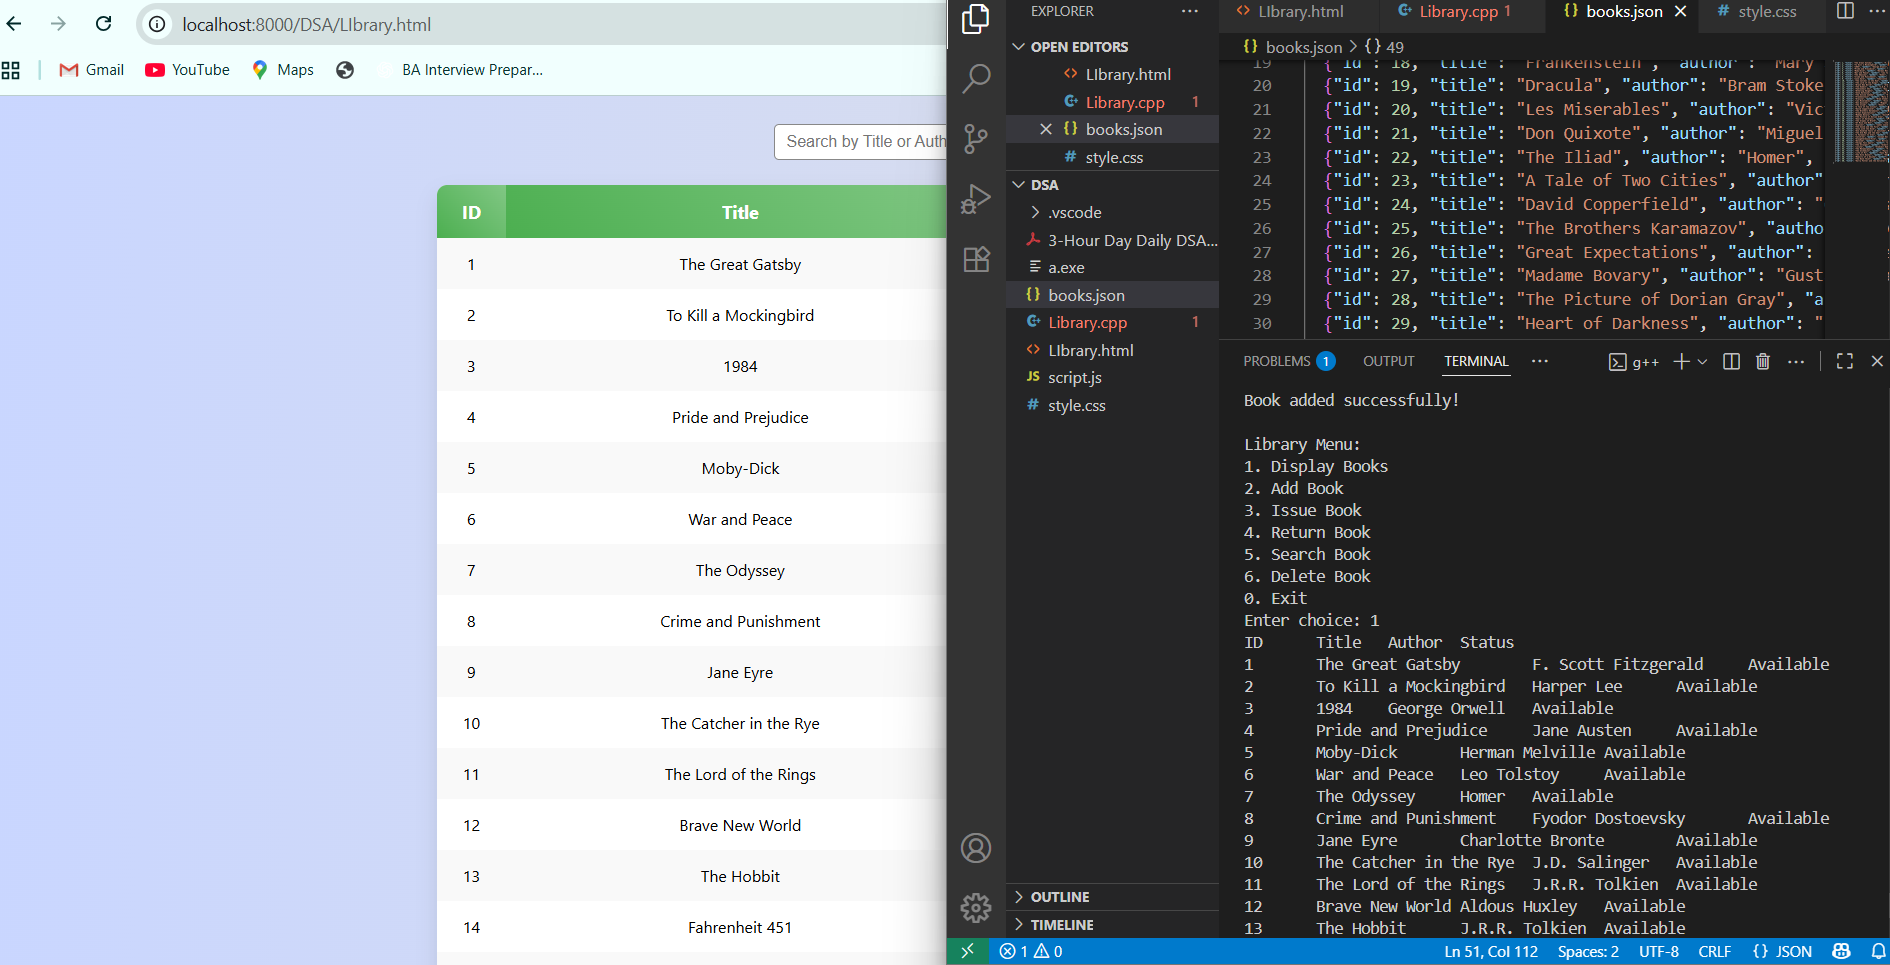 localhost:8000/DSA/LIbrary.html
Gmail YouTube Maps BA Interview Prepar...
Search by Title or Auth
ID Title
1 The Great Gatsby
2 To Kill a Mockingbird
3 1984
4 Pride and Prejudice
5 Moby-Dick
6 War and Peace
7 The Odyssey
8 Crime and Punishment
9 Jane Eyre
10 The Catcher in the Rye
11 The Lord of the Rings
12 Brave New World
13 The Hobbit
14 Fahrenheit 451
EXPLORER ...
OPEN EDITORS
LIbrary.html
Library.cpp 1
books.json
style.css
DSA
.vscode
3-Hour Day Daily DSA...
a.exe
books.json
Library.cpp 1
LIbrary.html
JS script.js
style.css
OUTLINE
TIMELINE
LIbrary.html Library.cpp 1 books.json style.css
books.json > {} 49
19 {"id": 18, "title": "Frankenstein", "author": "Mary
20 {"id": 19, "title": "Dracula", "author": "Bram Stoke
21 {"id": 20, "title": "Les Miserables", "author": "Vic
22 {"id": 21, "title": "Don Quixote", "author": "Miguel
23 {"id": 22, "title": "The Iliad", "author": "Homer",
24 {"id": 23, "title": "A Tale of Two Cities", "author"
25 {"id": 24, "title": "David Copperfield", "author": "
26 {"id": 25, "title": "The Brothers Karamazov", "autho
27 {"id": 26, "title": "Great Expectations", "author":
28 {"id": 27, "title": "Madame Bovary", "author": "Gust
29 {"id": 28, "title": "The Picture of Dorian Gray", "a
30 {"id": 29, "title": "Heart of Darkness", "author": "
PROBLEMS 1 OUTPUT TERMINAL ... g++
Book added successfully!
Library Menu:
1. Display Books
2. Add Book
3. Issue Book
4. Return Book
5. Search Book
6. Delete Book
0. Exit
Enter choice: 1
ID Title Author Status
1 The Great Gatsby F. Scott Fitzgerald Available
2 To Kill a Mockingbird Harper Lee Available
3 1984 George Orwell Available
4 Pride and Prejudice Jane Austen Available
5 Moby-Dick Herman Melville Available
6 War and Peace Leo Tolstoy Available
7 The Odyssey Homer Available
8 Crime and Punishment Fyodor Dostoevsky Available
9 Jane Eyre Charlotte Bronte Available
10 The Catcher in the Rye J.D. Salinger Available
11 The Lord of the Rings J.R.R. Tolkien Available
12 Brave New World Aldous Huxley Available
13 The Hobbit J.R.R. Tolkien Available
1 0 Ln 51, Col 112 Spaces: 2 UTF-8 CRLF {} JSON